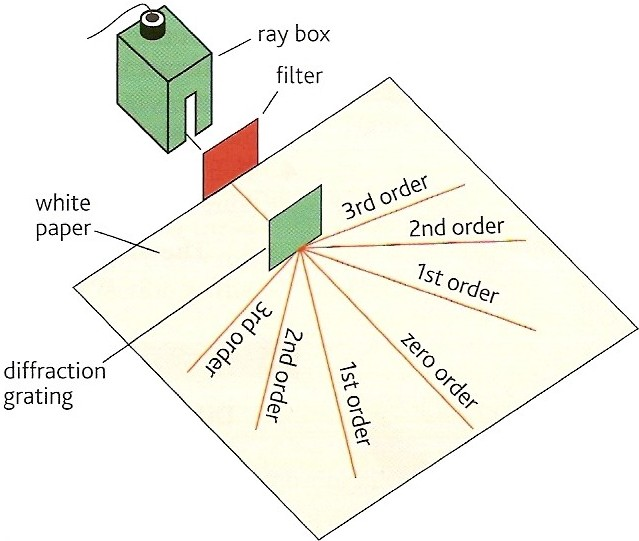 ray box
filter
white
paper
3rd order
2nd order
1st order
zero order
1st order
2nd order
3rd order
diffraction
grating